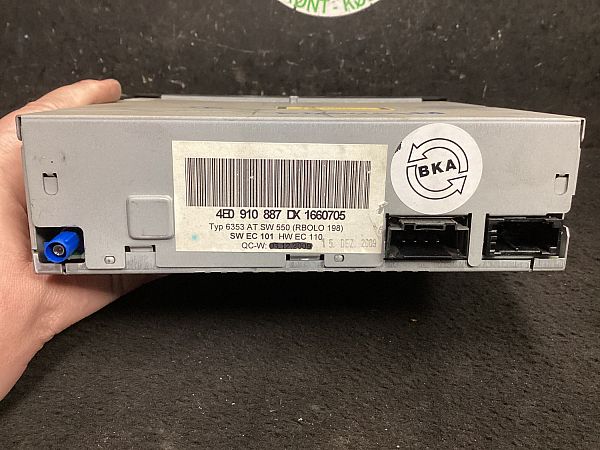 BKA
4E0 910 887 DX 1660705
Typ 6353 AT SW 550 (RBOLO 198)
SW EC 101 HW EC 110
QC-W:
15. DEZ. 2009